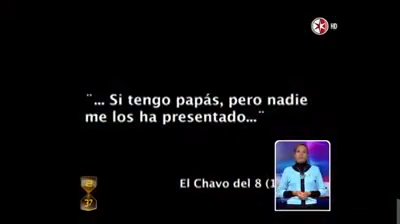 HD
¨... Si tengo papás, pero nadie
me los ha presentado...¨
El Chavo del 8 (1
37